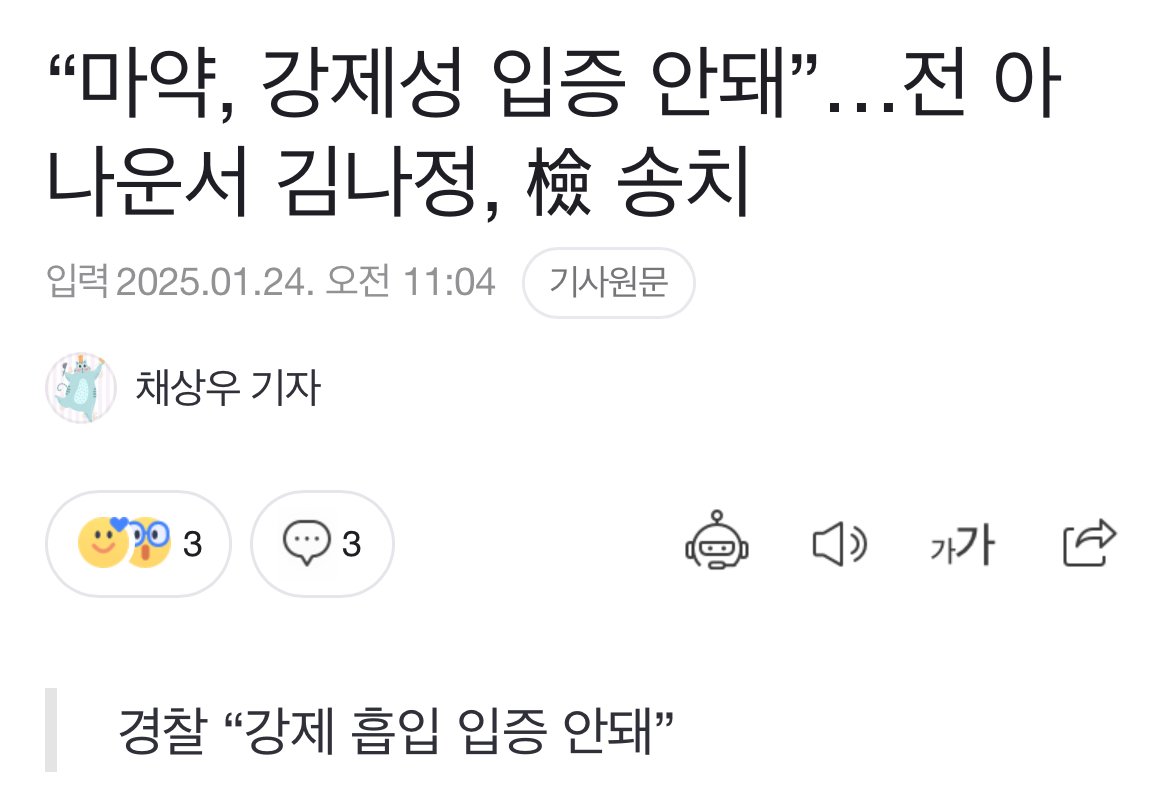 “마약, 강제성 입증 안돼”…전 아
나운서 김나정, 檢 송치
입력 2025.01.24. 오전 11:04 기사원문
채상우 기자
3 3 가가
경찰 “강제 흡입 입증 안돼”